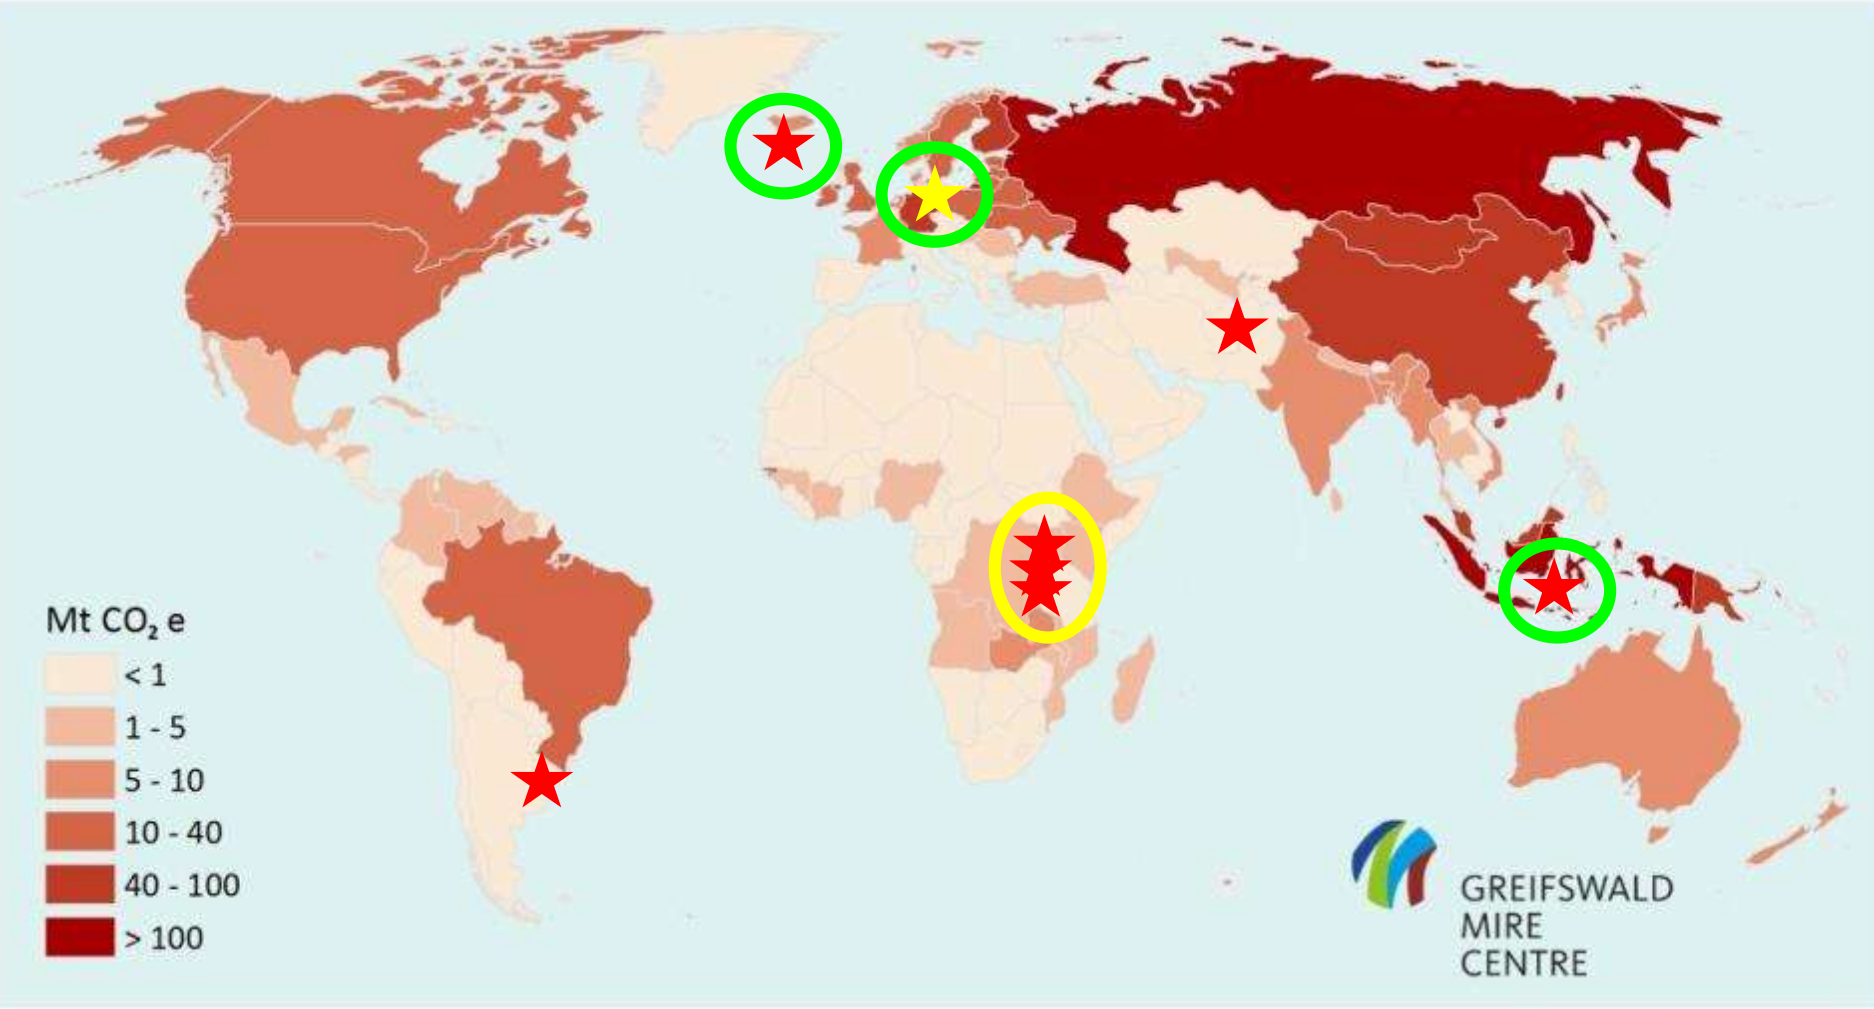 Mt CO₂ e
< 1
1 - 5
5 - 10
10 - 40
40 - 100
> 100
GREIFSWALD
MIRE
CENTRE